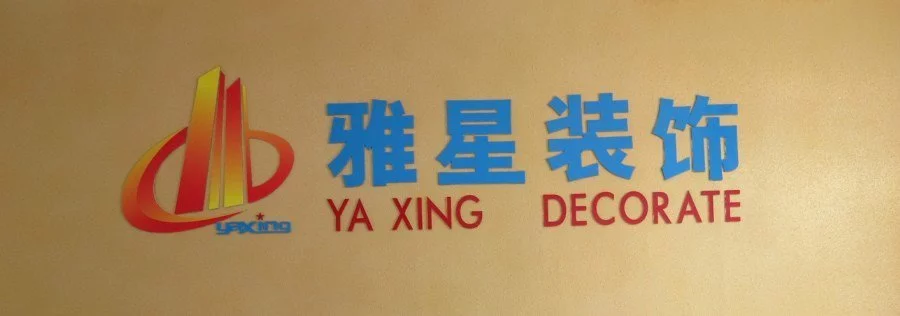 雅星装饰
YA XING DECORATE
yaxing